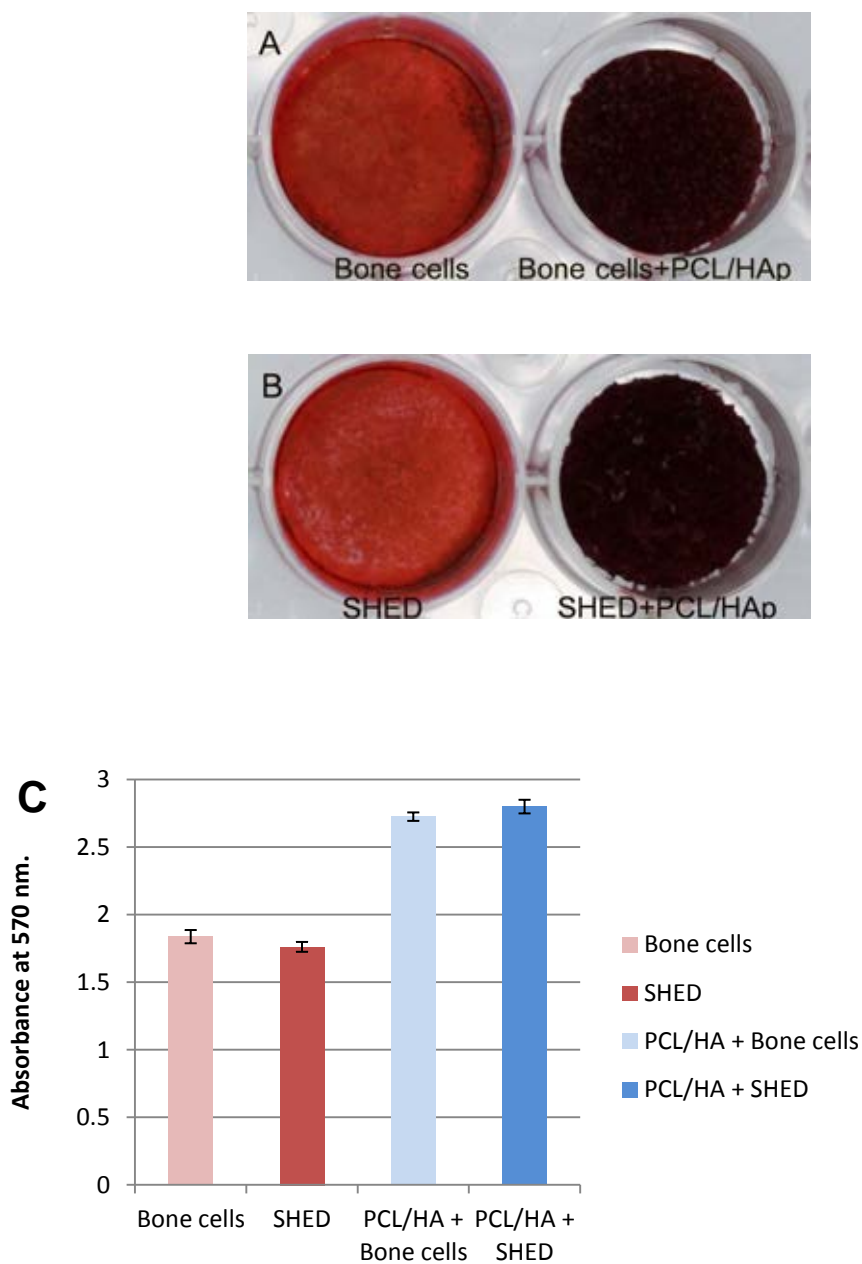 A
Bone cells
Bone cells+PCL/HAp
B
SHED
SHED+PCL/HAp
C
Absorbance at 570 nm.
3
2.5
2
1.5
1
0.5
0
Bone cells
SHED
PCL/HA +
Bone cells
PCL/HA +
SHED
Bone cells
SHED
PCL/HA + Bone cells
PCL/HA + SHED